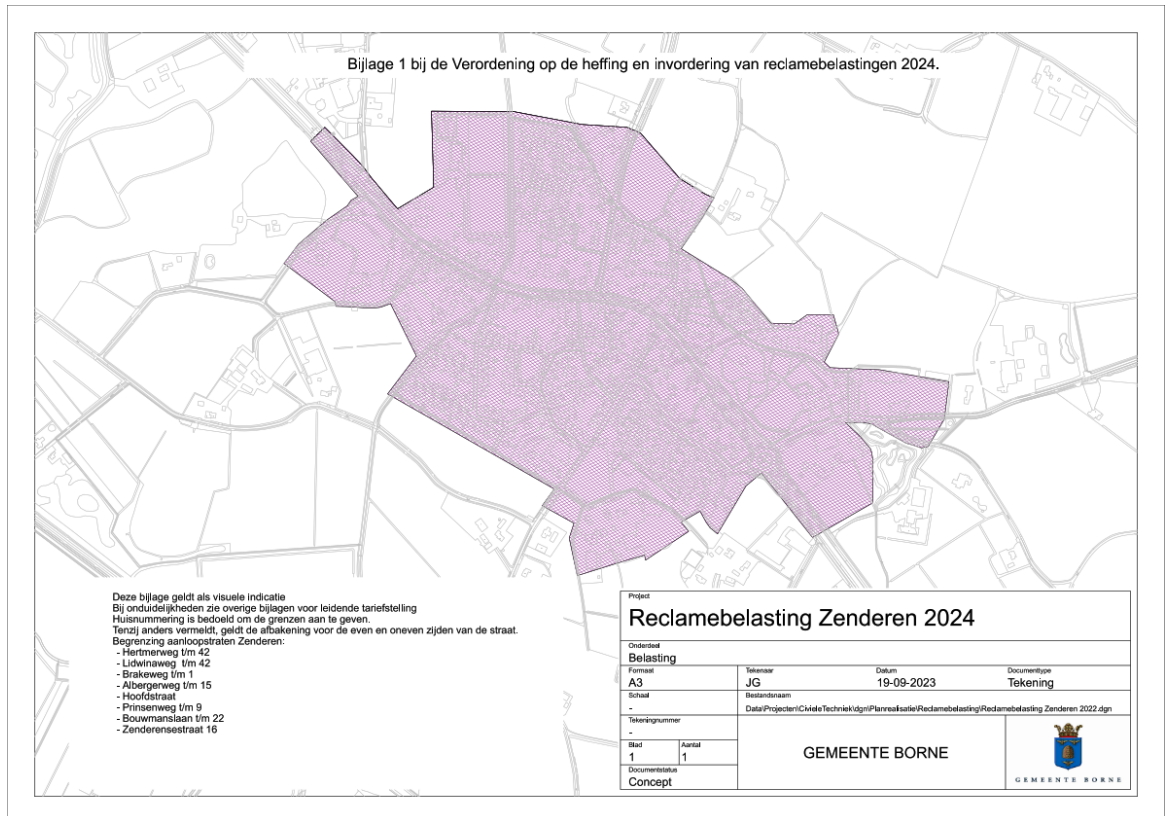 Bijlage 1 bij de Verordening op de heffing en invordering van reclamebelastingen 2024.
Deze bijlage geldt als visuele indicatie
Bij onduidelijkheden zie overige bijlagen voor leidende tariefstelling
Huisnummering is bedoeld om de grenzen aan te geven.
Tenzij anders vermeldt, geldt de afbakening voor de even en oneven zijden van de straat.
Begrenzing aanloopstraten Zenderen:
- Hertmerweg t/m 42
- Lidwinaweg t/m 42
- Brakeweg t/m 1
- Albergerweg t/m 15
- Hoofdstraat
- Prinsenweg t/m 9
- Bouwmanslaan t/m 22
- Zenderensestraat 16
Project
Reclamebelasting Zenderen 2024
Onderdeel
Belasting
Formaat Tekenaar Datum Documenttype
A3 JG 19-09-2023 Tekening
Schaal Bestandsnaam
- Data\Projecten\CivieleTechniek\dgn\Planrealisatie\Reclamebelasting\Reclamebelasting Zenderen 2022.dgn
Tekeningnummer
-
Blad Aantal
1 1
Documentstatus
Concept
GEMEENTE BORNE
GEMEENTE BORNE